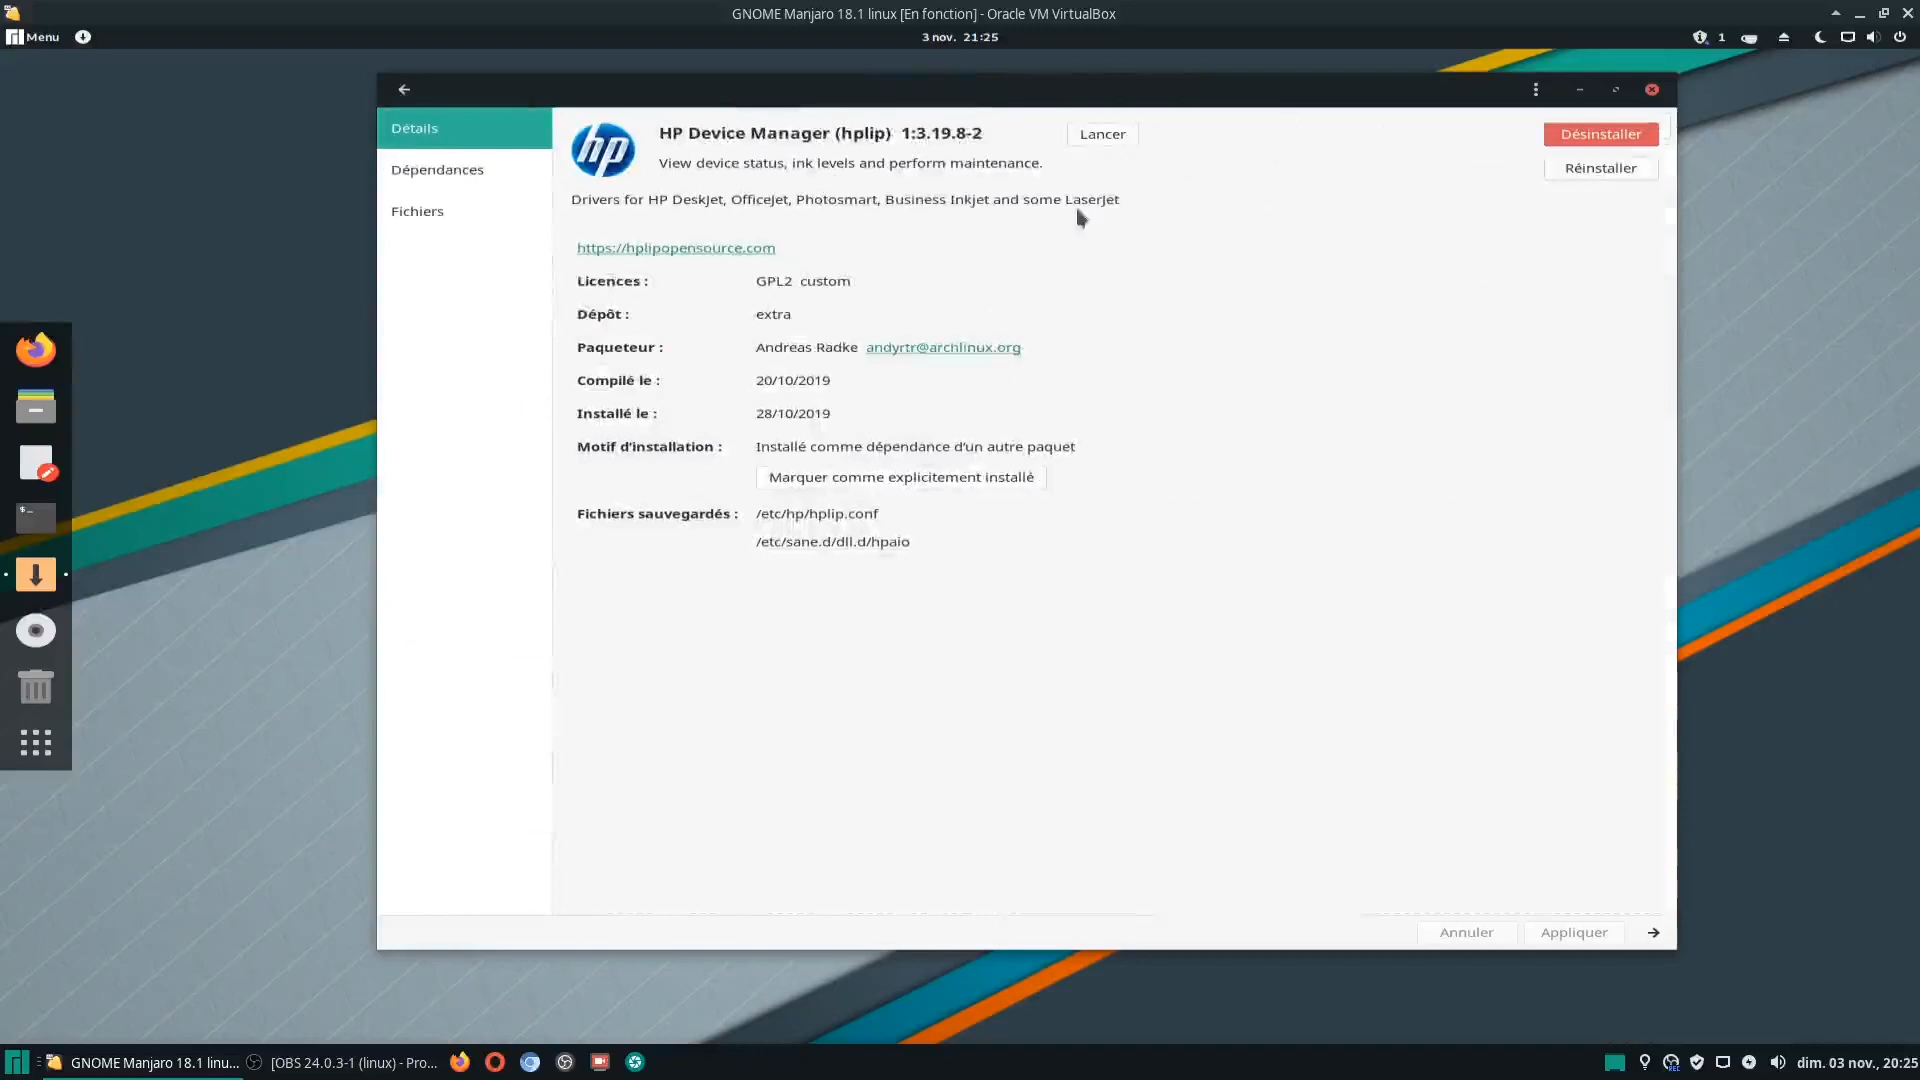 GNOME Manjaro 18.1 linux [En fonction] - Oracle VM VirtualBox
Menu
3 nov. 21:25
1
Détails
Dépendances
Fichiers
hp
HP Device Manager (hplip) 1:3.19.8-2
Lancer
Désinstaller
View device status, ink levels and perform maintenance.
Réinstaller
Drivers for HP DeskJet, OfficeJet, Photosmart, Business Inkjet and some LaserJet
https://hplipopensource.com
Licences : GPL2 custom
Dépôt : extra
Paqueteur : Andreas Radke andyrtr@archlinux.org
Compilé le : 20/10/2019
Installé le : 28/10/2019
Motif d'installation : Installé comme dépendance d'un autre paquet
Marquer comme explicitement installé
Fichiers sauvegardés : /etc/hp/hplip.conf
/etc/sane.d/dll.d/hpaio
Annuler
Appliquer
GNOME Manjaro 18.1 linu...
[OBS 24.0.3-1 (linux) - Pro...
REC
dim. 03 nov., 20:25